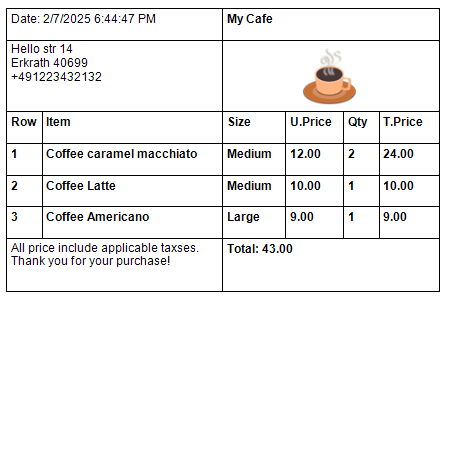 Date: 2/7/2025 6:44:47 PM
My Cafe
Hello str 14
Erkrath 40699
+491223432132
Row Item Size U.Price Qty T.Price
1 Coffee caramel macchiato Medium 12.00 2 24.00
2 Coffee Latte Medium 10.00 1 10.00
3 Coffee Americano Large 9.00 1 9.00
All price include applicable taxses.
Thank you for your purchase!
Total: 43.00